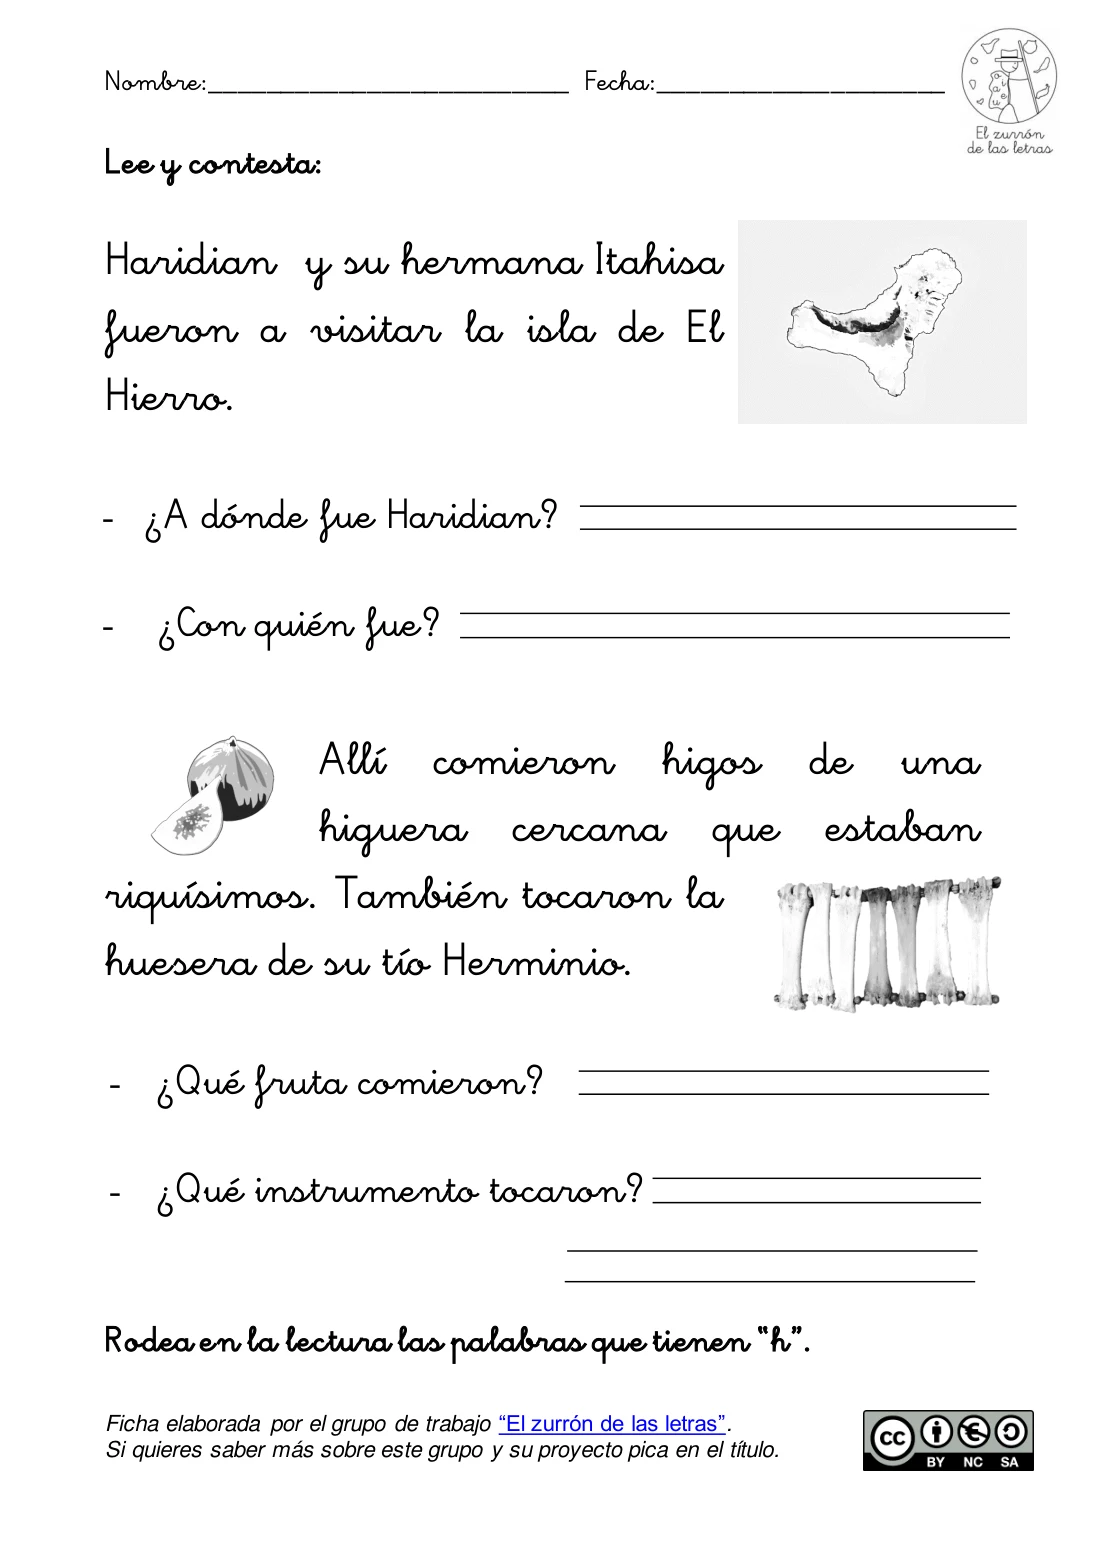 Nombre:__________________________ Fecha:_____________________
El zurrón
de las letras
Lee y contesta:
Haridian y su hermana Itahisa
fueron a visitar la isla de El
Hierro.
- ¿A dónde fue Haridian?
- ¿Con quién fue?
Allí comieron higos de una
higuera cercana que estaban
riquísimos. También tocaron la
huesera de su tío Herminio.
- ¿Qué fruta comieron?
- ¿Qué instrumento tocaron?
Rodea en la lectura las palabras que tienen “h”.
Ficha elaborada por el grupo de trabajo “El zurrón de las letras”.
Si quieres saber más sobre este grupo y su proyecto pica en el título.
cc BY NC SA